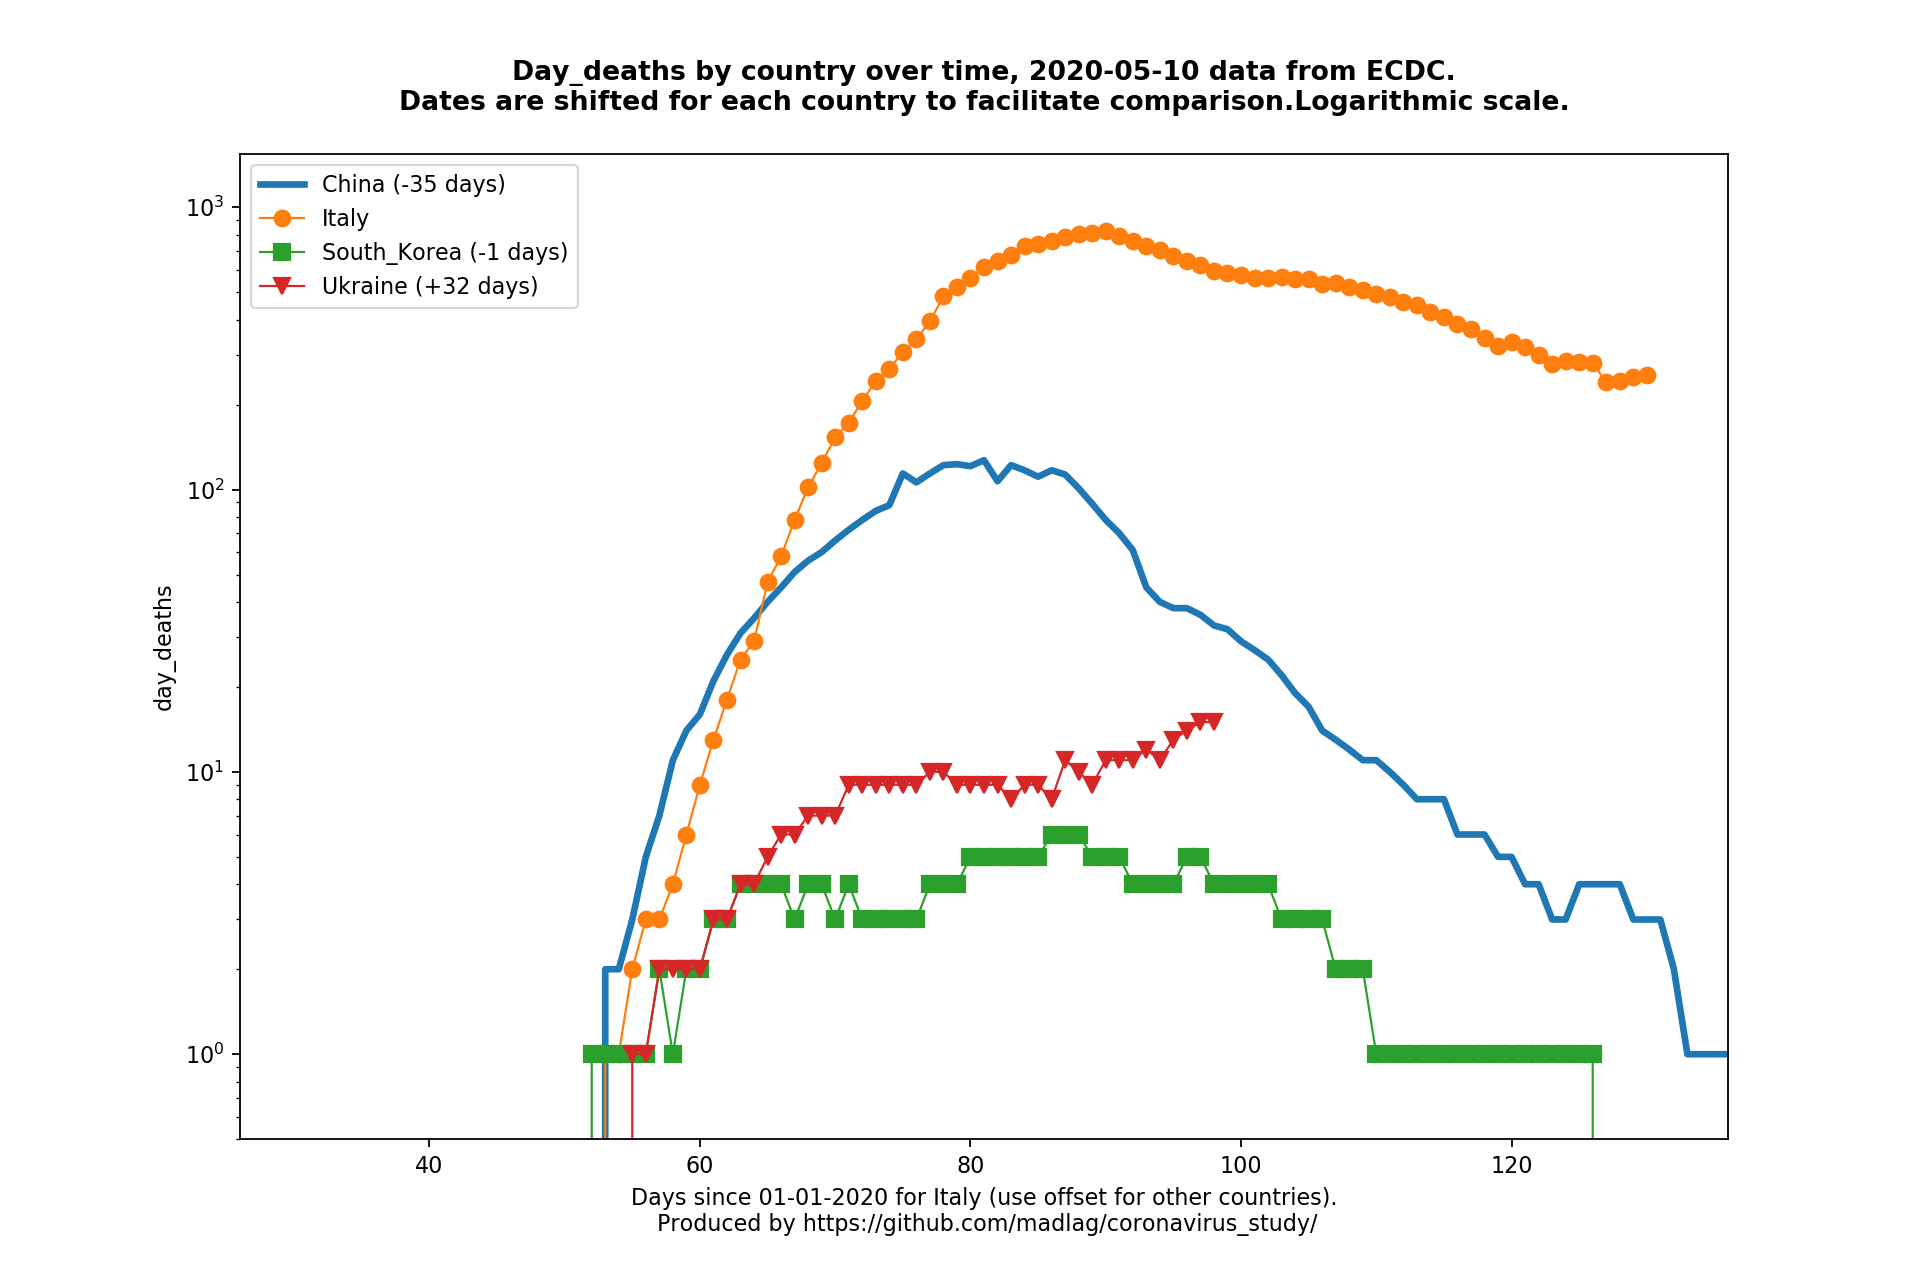 Day_deaths by country over time, 2020-05-10 data from ECDC.
Dates are shifted for each country to facilitate comparison.Logarithmic scale.
China (-35 days)
Italy
South_Korea (-1 days)
Ukraine (+32 days)
10³
10²
10¹
10⁰
day_deaths
40 60 80 100 120
Days since 01-01-2020 for Italy (use offset for other countries).
Produced by https://github.com/madlag/coronavirus_study/